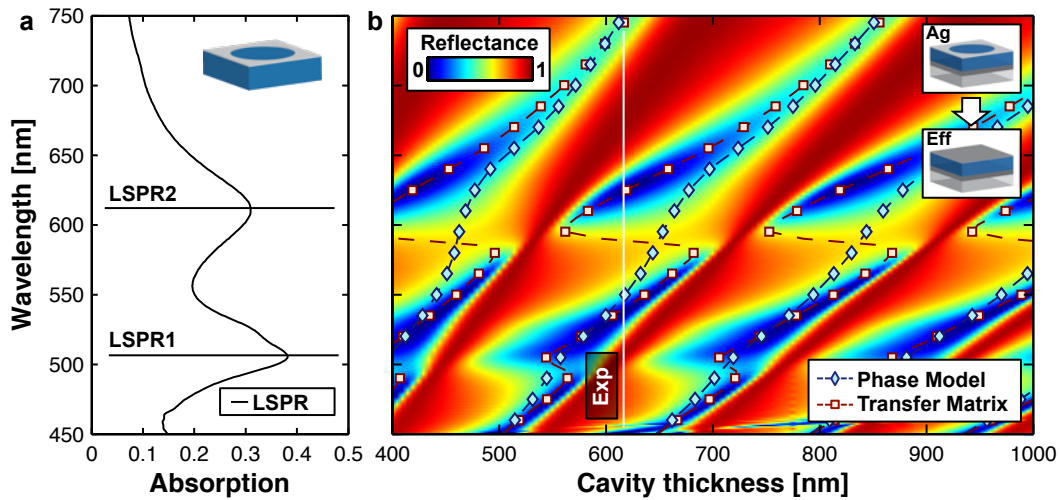 a
750
700
650
600
550
500
450
Wavelength [nm]
LSPR2
LSPR1
LSPR
0
0.1
0.2
0.3
0.4
0.5
Absorption
b
Reflectance
0
1
Ag
Eff
Exp
Phase Model
Transfer Matrix
400
500
600
700
800
900
1000
Cavity thickness [nm]